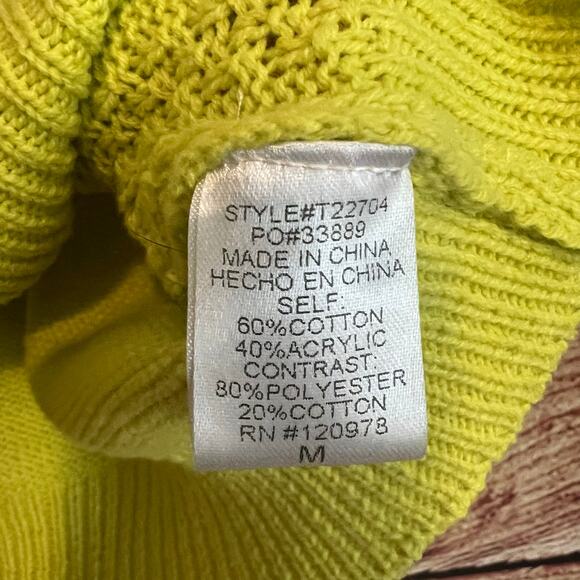 STYLE#T22704
PO#33889
MADE IN CHINA
HECHO EN CHINA
SELF:
60%COTTON
40%ACRYLIC
CONTRAST:
80%POLYESTER
20%COTTON
RN #120978
M